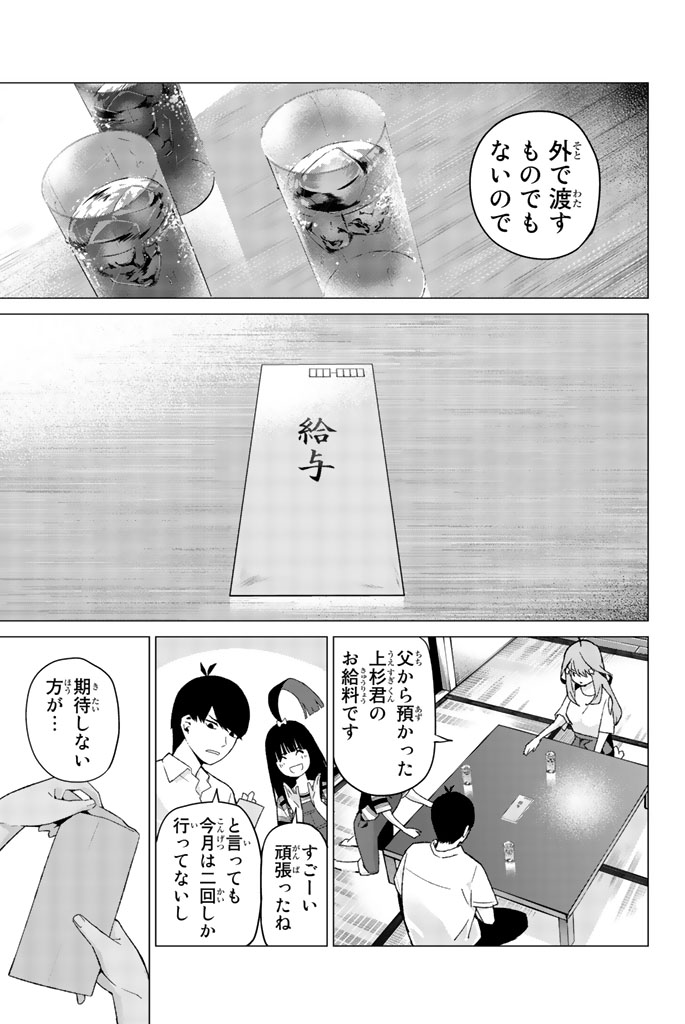 外で渡す
ものでも
ないので
給与
父から預かった
上杉君の
お給料です
すごーい
頑張ったね
と言っても
今月は二回しか
行ってないし
期待しない
方が…